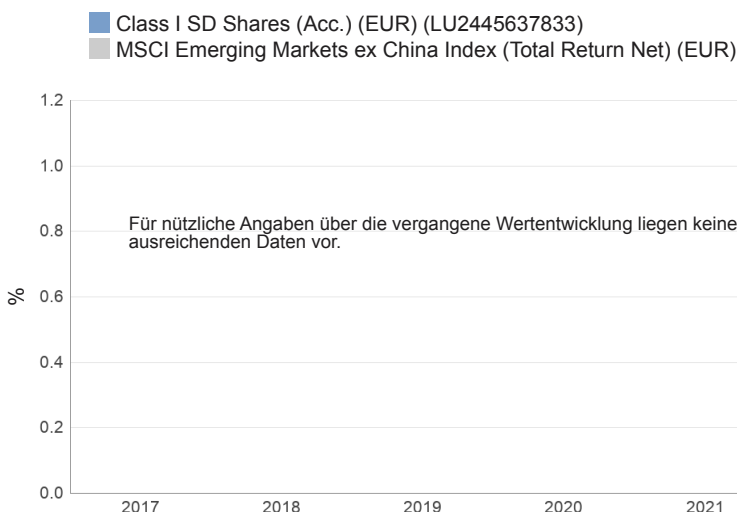 Class I SD Shares (Acc.) (EUR) (LU2445637833)
MSCI Emerging Markets ex China Index (Total Return Net) (EUR)
1.2
1.0
Für nützliche Angaben über die vergangene Wertentwicklung liegen keine
0.8
ausreichenden Daten vor.
%
0.6
0.4
0.2
0.0
2017 2018 2019 2020 2021